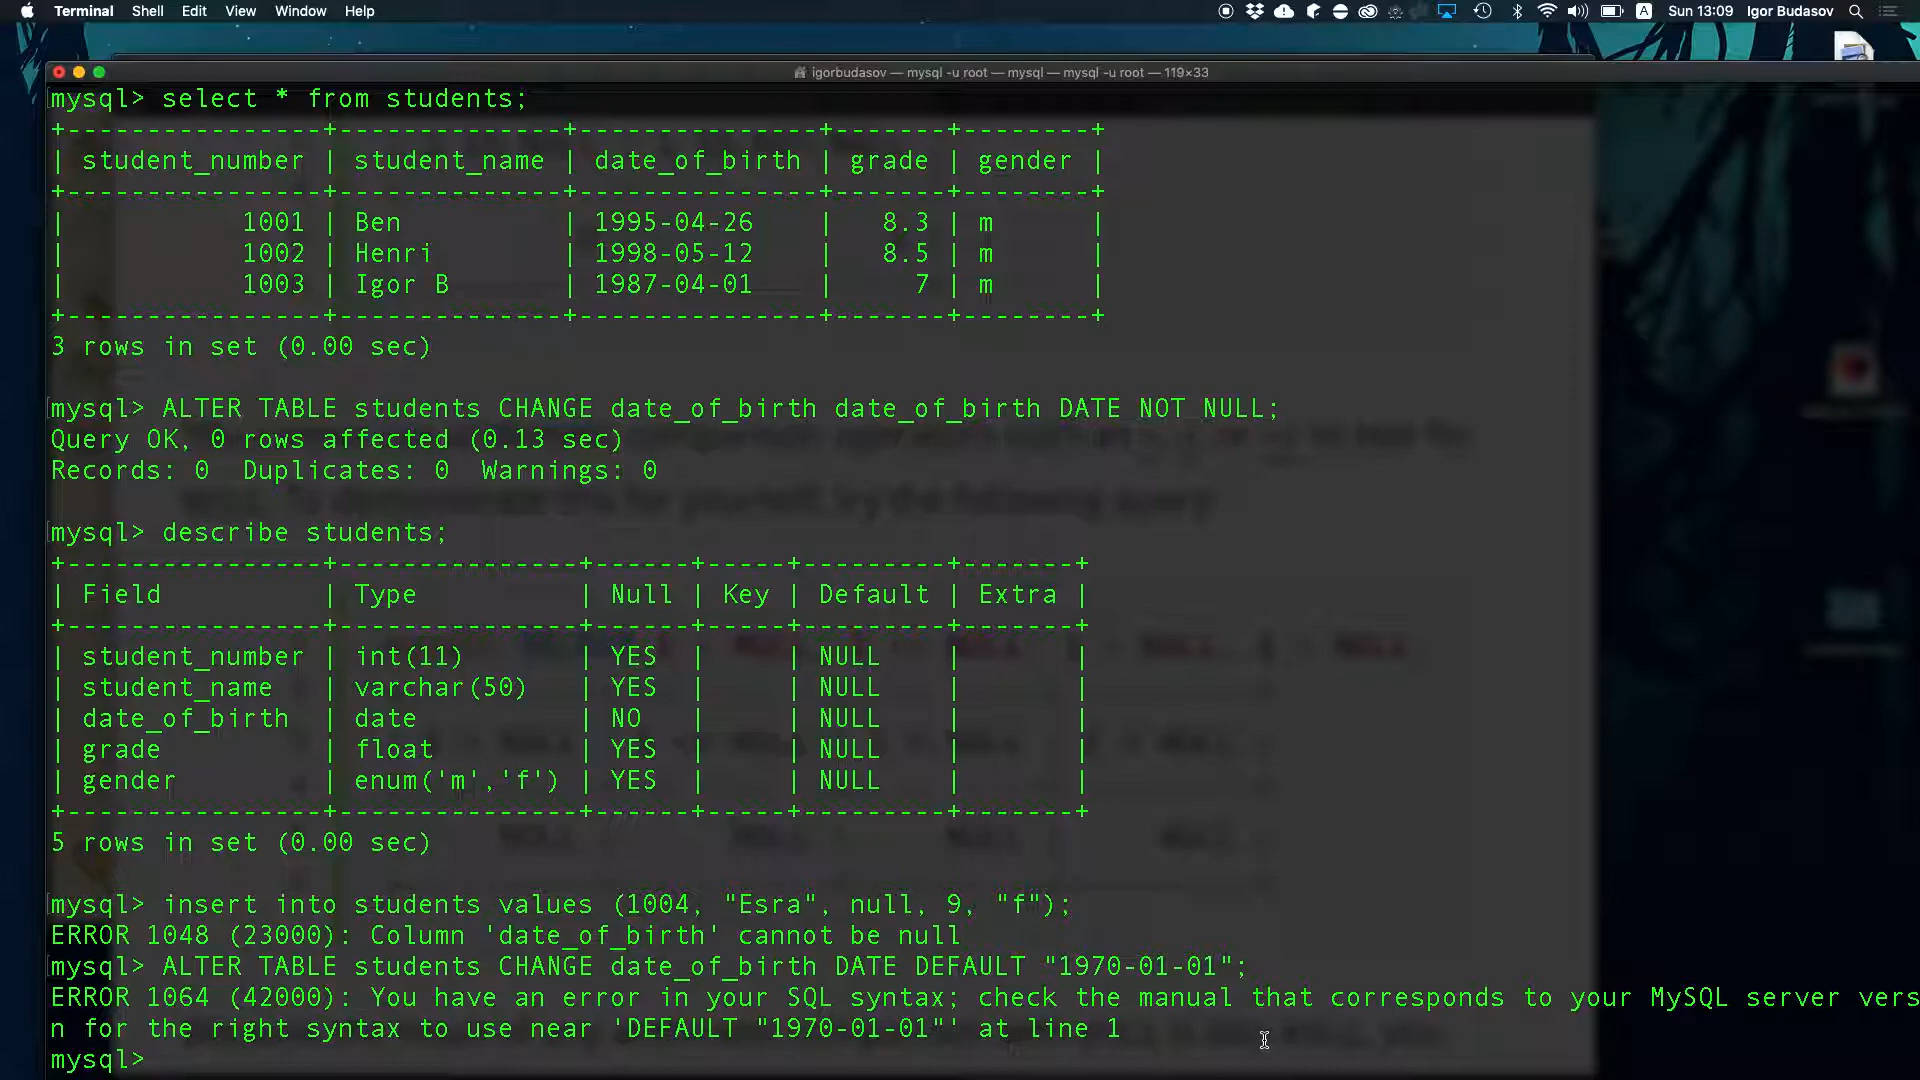 Terminal Shell Edit View Window Help A Sun 13:09 Igor Budasov
igorbudasov — mysql -u root — mysql — mysql -u root — 119×33
mysql> select * from students;
+----------------+--------------+---------------+-------+--------+
| student_number | student_name | date_of_birth | grade | gender |
+----------------+--------------+---------------+-------+--------+
| 1001 | Ben | 1995-04-26 | 8.3 | m |
| 1002 | Henri | 1998-05-12 | 8.5 | m |
| 1003 | Igor B | 1987-04-01 | 7 | m |
+----------------+--------------+---------------+-------+--------+
3 rows in set (0.00 sec)
mysql> ALTER TABLE students CHANGE date_of_birth date_of_birth DATE NOT NULL;
Query OK, 0 rows affected (0.13 sec)
Records: 0 Duplicates: 0 Warnings: 0
mysql> describe students;
+----------------+---------------+------+-----+---------+-------+
| Field | Type | Null | Key | Default | Extra |
+----------------+---------------+------+-----+---------+-------+
| student_number | int(11) | YES | | NULL | |
| student_name | varchar(50) | YES | | NULL | |
| date_of_birth | date | NO | | NULL | |
| grade | float | YES | | NULL | |
| gender | enum('m','f') | YES | | NULL | |
+----------------+---------------+------+-----+---------+-------+
5 rows in set (0.00 sec)
mysql> insert into students values (1004, "Esra", null, 9, "f");
ERROR 1048 (23000): Column 'date_of_birth' cannot be null
mysql> ALTER TABLE students CHANGE date_of_birth DATE DEFAULT "1970-01-01";
ERROR 1064 (42000): You have an error in your SQL syntax; check the manual that corresponds to your MySQL server vers
n for the right syntax to use near 'DEFAULT "1970-01-01"' at line 1
mysql>